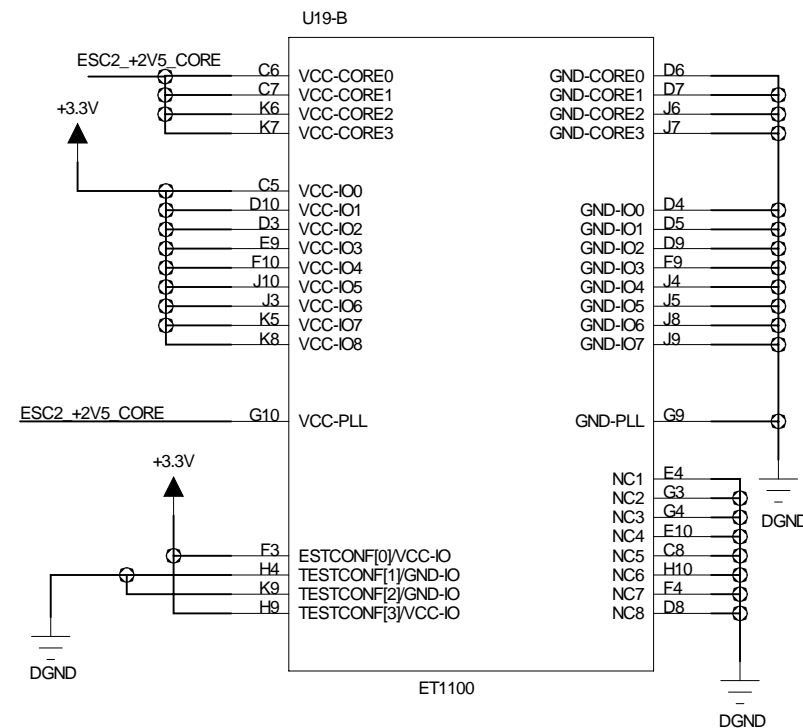 U19-B
ESC2_+2V5_CORE
C6 VCC-CORE0 GND-CORE0 D6
C7 VCC-CORE1 GND-CORE1 D7
+3.3V K6 VCC-CORE2 GND-CORE2 J6
K7 VCC-CORE3 GND-CORE3 J7
C5 VCC-IO0
D10 VCC-IO1 GND-IO0 D4
D3 VCC-IO2 GND-IO1 D5
E9 VCC-IO3 GND-IO2 D9
F10 VCC-IO4 GND-IO3 F9
J10 VCC-IO5 GND-IO4 J4
J3 VCC-IO6 GND-IO5 J5
K5 VCC-IO7 GND-IO6 J8
K8 VCC-IO8 GND-IO7 J9
ESC2_+2V5_CORE G10 VCC-PLL GND-PLL G9
+3.3V
NC1 E4
NC2 G3
NC3 G4
DGND
NC4 E10
F3 ESTCONF[0]/VCC-IO NC5 C8
H4 TESTCONF[1]/GND-IO NC6 H10
K9 TESTCONF[2]/GND-IO NC7 F4
H9 TESTCONF[3]/VCC-IO NC8 D8
DGND
ET1100
DGND